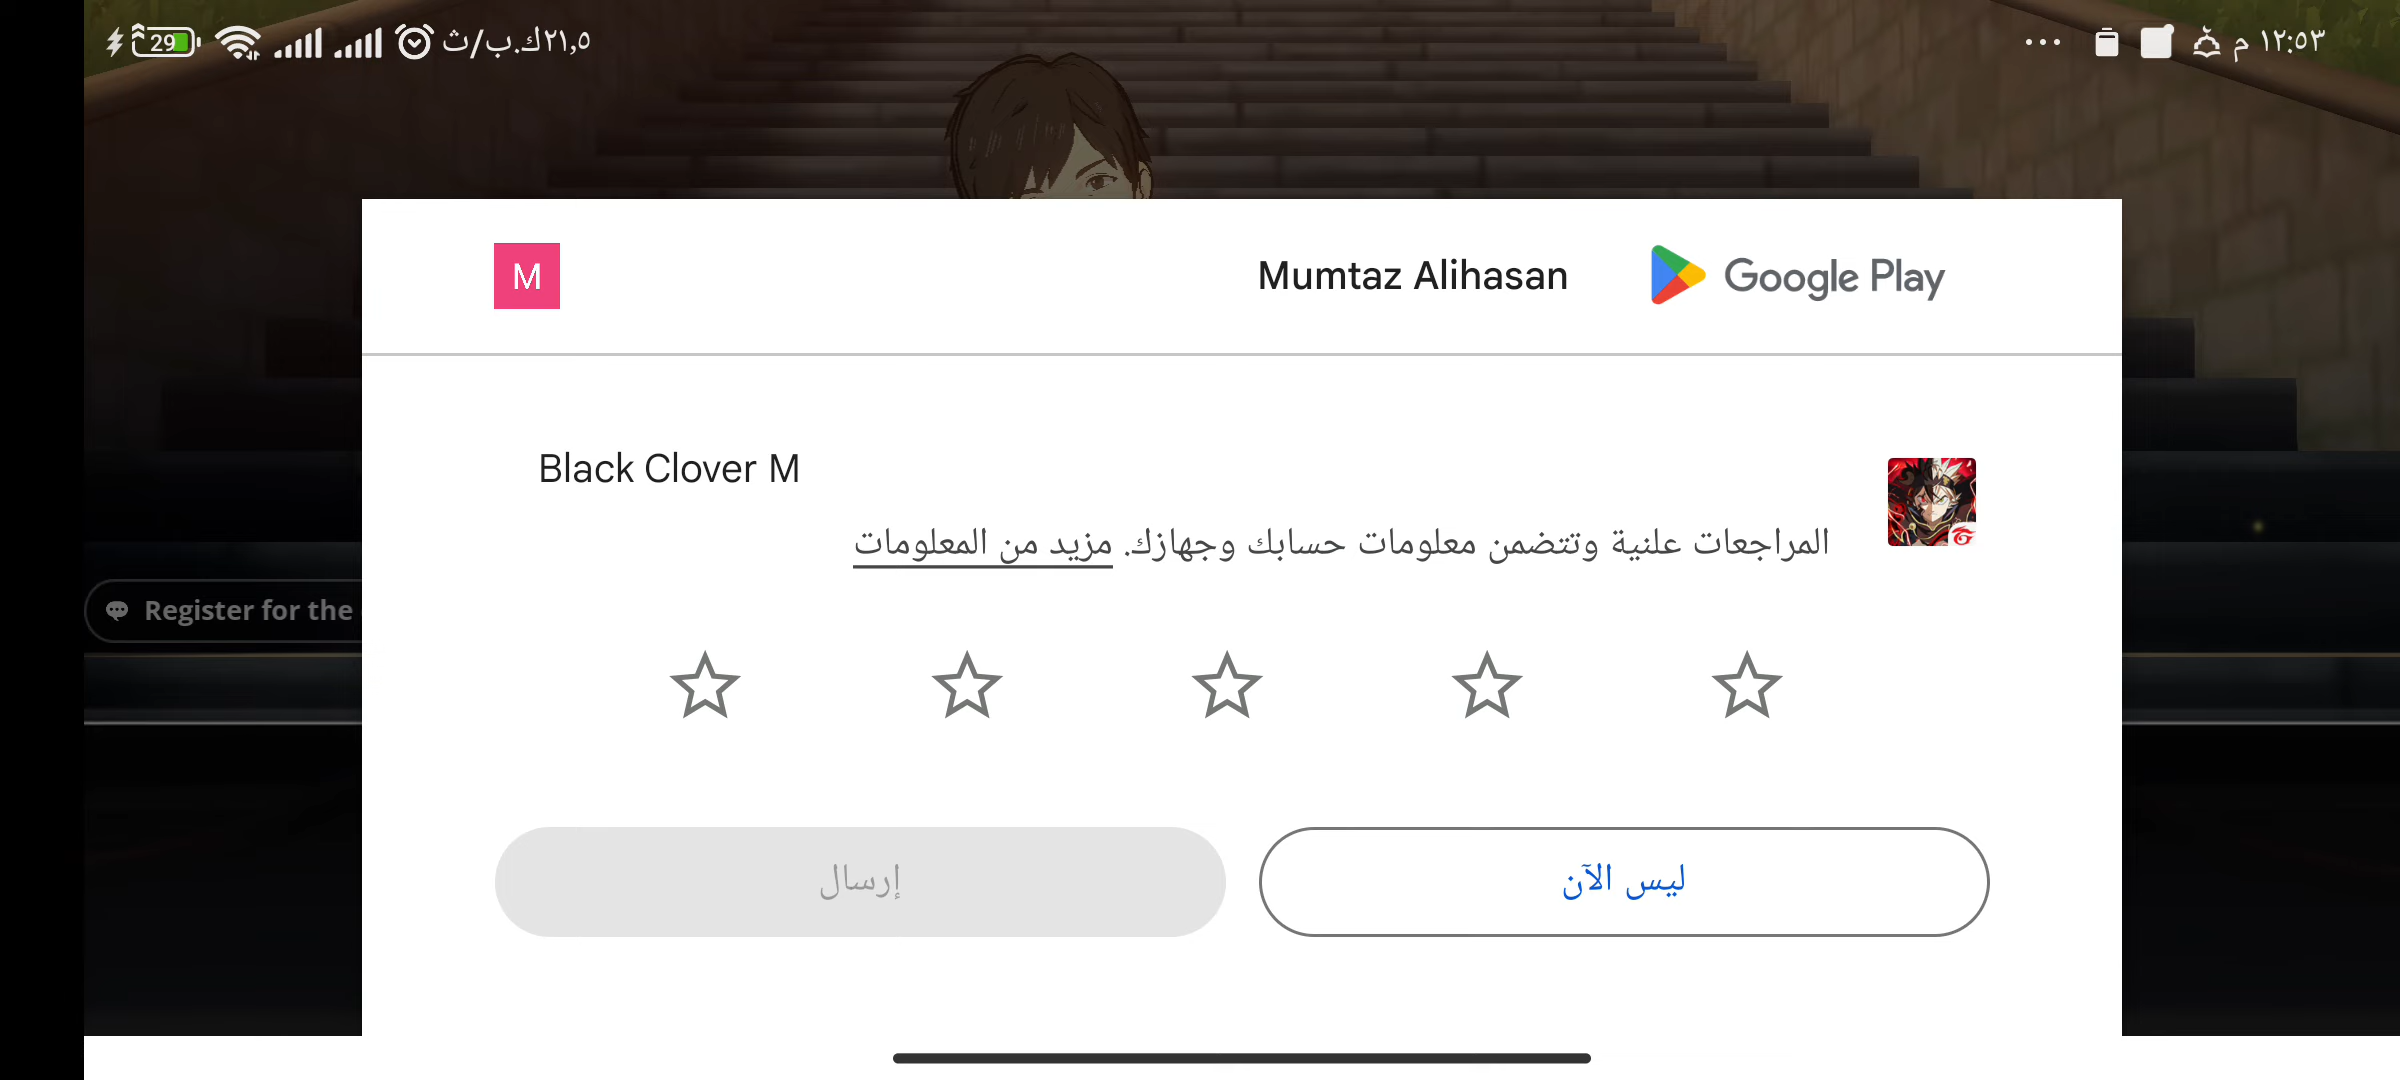 ١٢:٥٣ م
٢١,٥ك.ب/ث
29
Google Play
Mumtaz Alihasan
M
Black Clover M
المراجعات علنية وتتضمن معلومات حسابك وجهازك. مزيد من المعلومات
Register for the
ليس الآن
إرسال